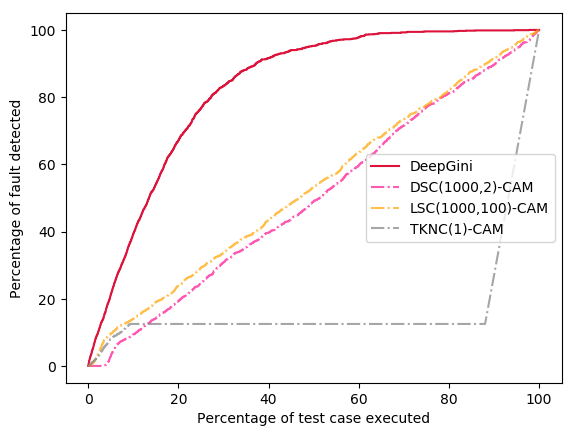 100
80
60
40
20
0
Percentage of fault detected
DeepGini
DSC(1000,2)-CAM
LSC(1000,100)-CAM
TKNC(1)-CAM
0 20 40 60 80 100
Percentage of test case executed